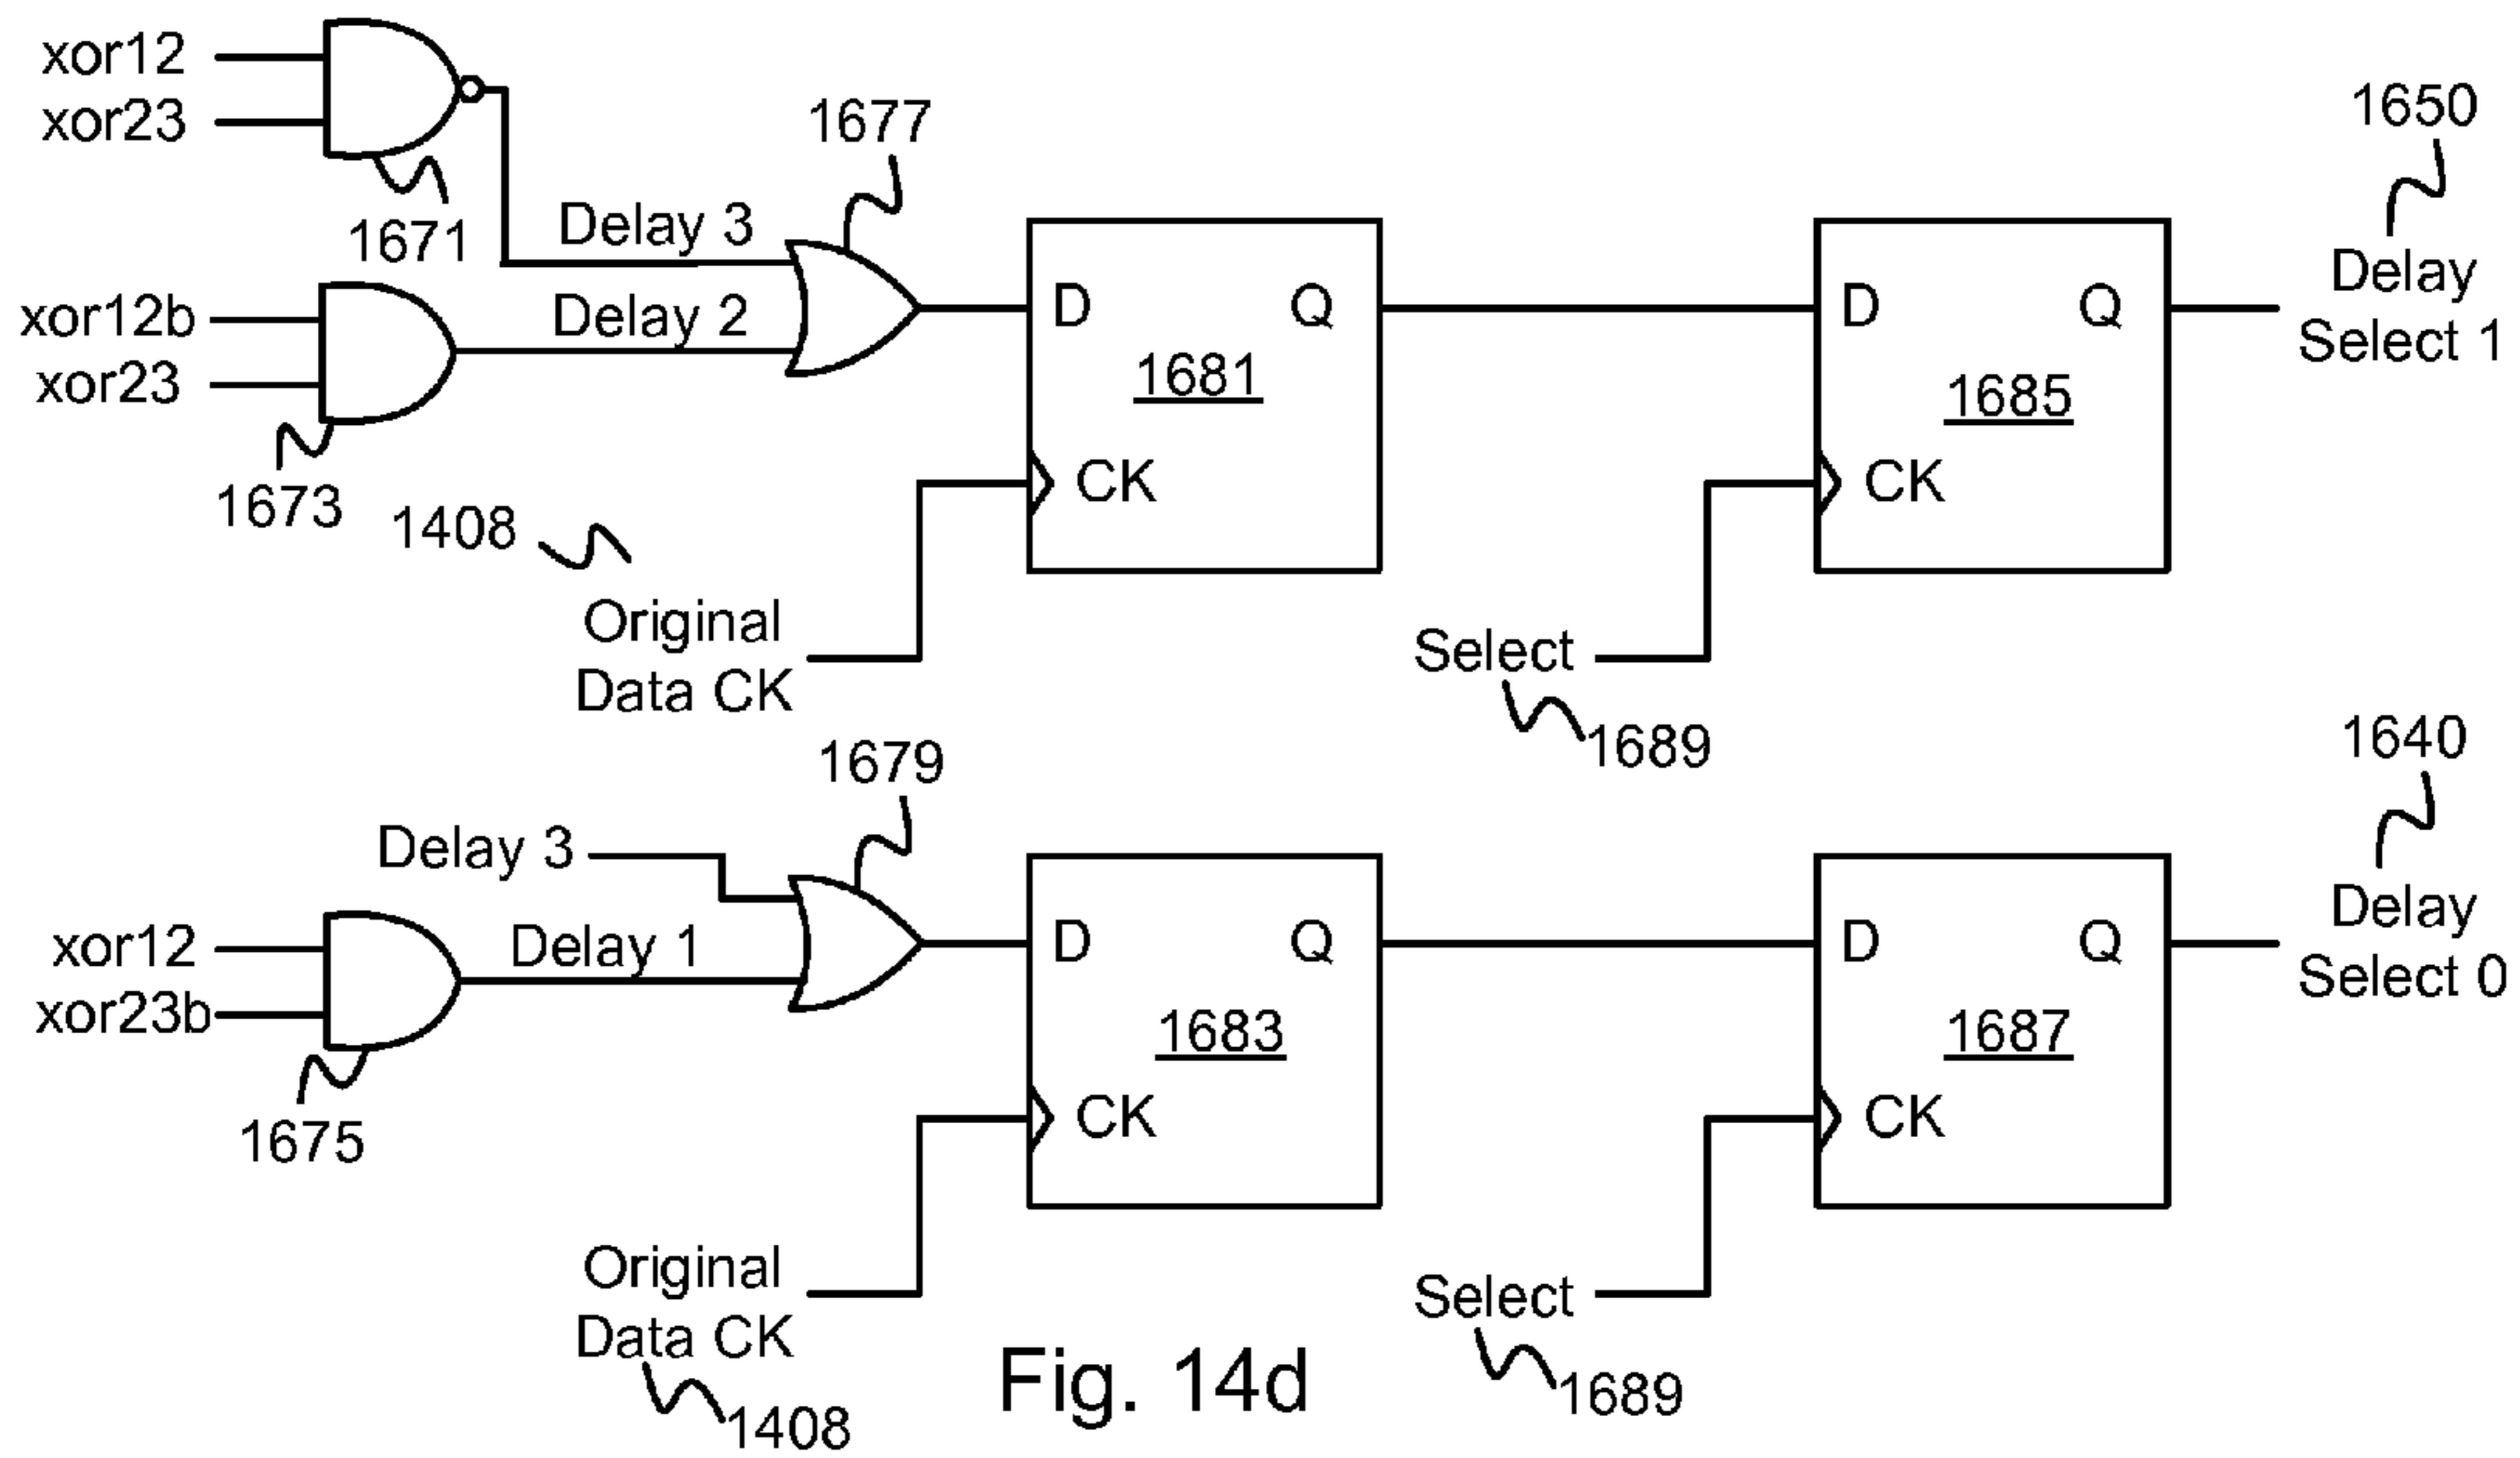 xor12
xor23
1671
1677
1650
Delay 3
Delay 2
xor12b
xor23
1673
1408
Original
Data CK
D
Q
1681
CK
D
Q
1685
CK
Delay
Select 1
Select
1689
1679
1640
Delay 3
xor12
xor23b
1675
Delay 1
D
Q
1683
CK
D
Q
1687
CK
Delay
Select 0
Original
Data CK
1408
Select
1689
Fig. 14d